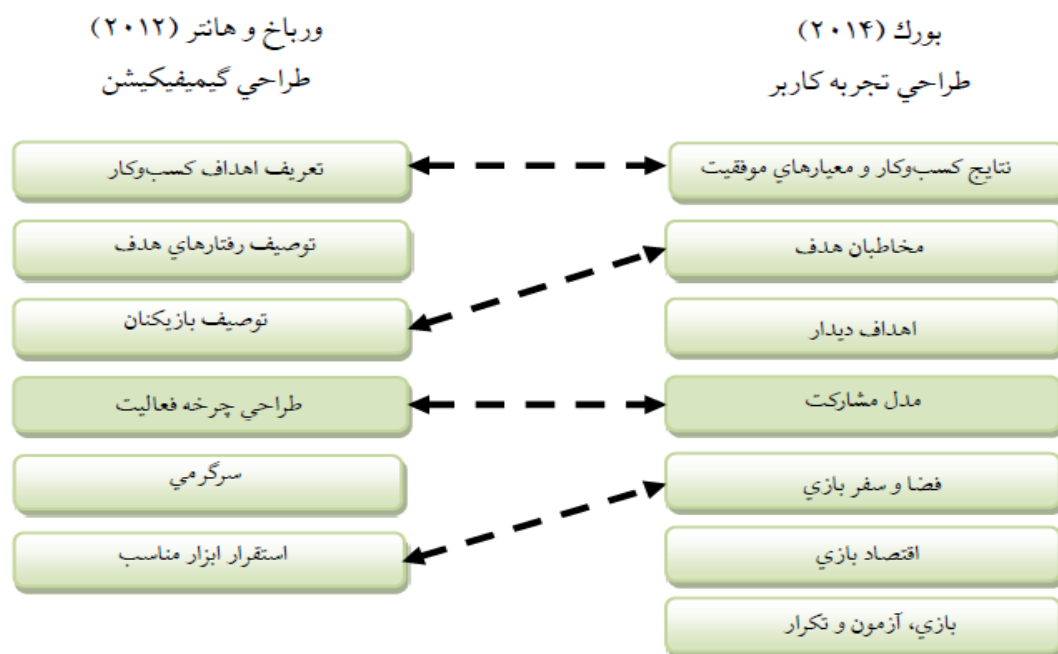 بورك (۲۰۱۴)
طراحي تجربه كاربر
نتايج كسب‌وكار و معيارهاي موفقيت
مخاطبان هدف
اهداف ديدار
مدل مشاركت
فضا و سفر بازي
اقتصاد بازي
بازي، آزمون و تكرار
ورباخ و هانتر (۲۰۱۲)
طراحي گيميفيكيشن
تعريف اهداف كسب‌وكار
توصيف رفتارهاي هدف
توصيف بازيكنان
طراحي چرخه فعاليت
سرگرمي
استقرار ابزار مناسب